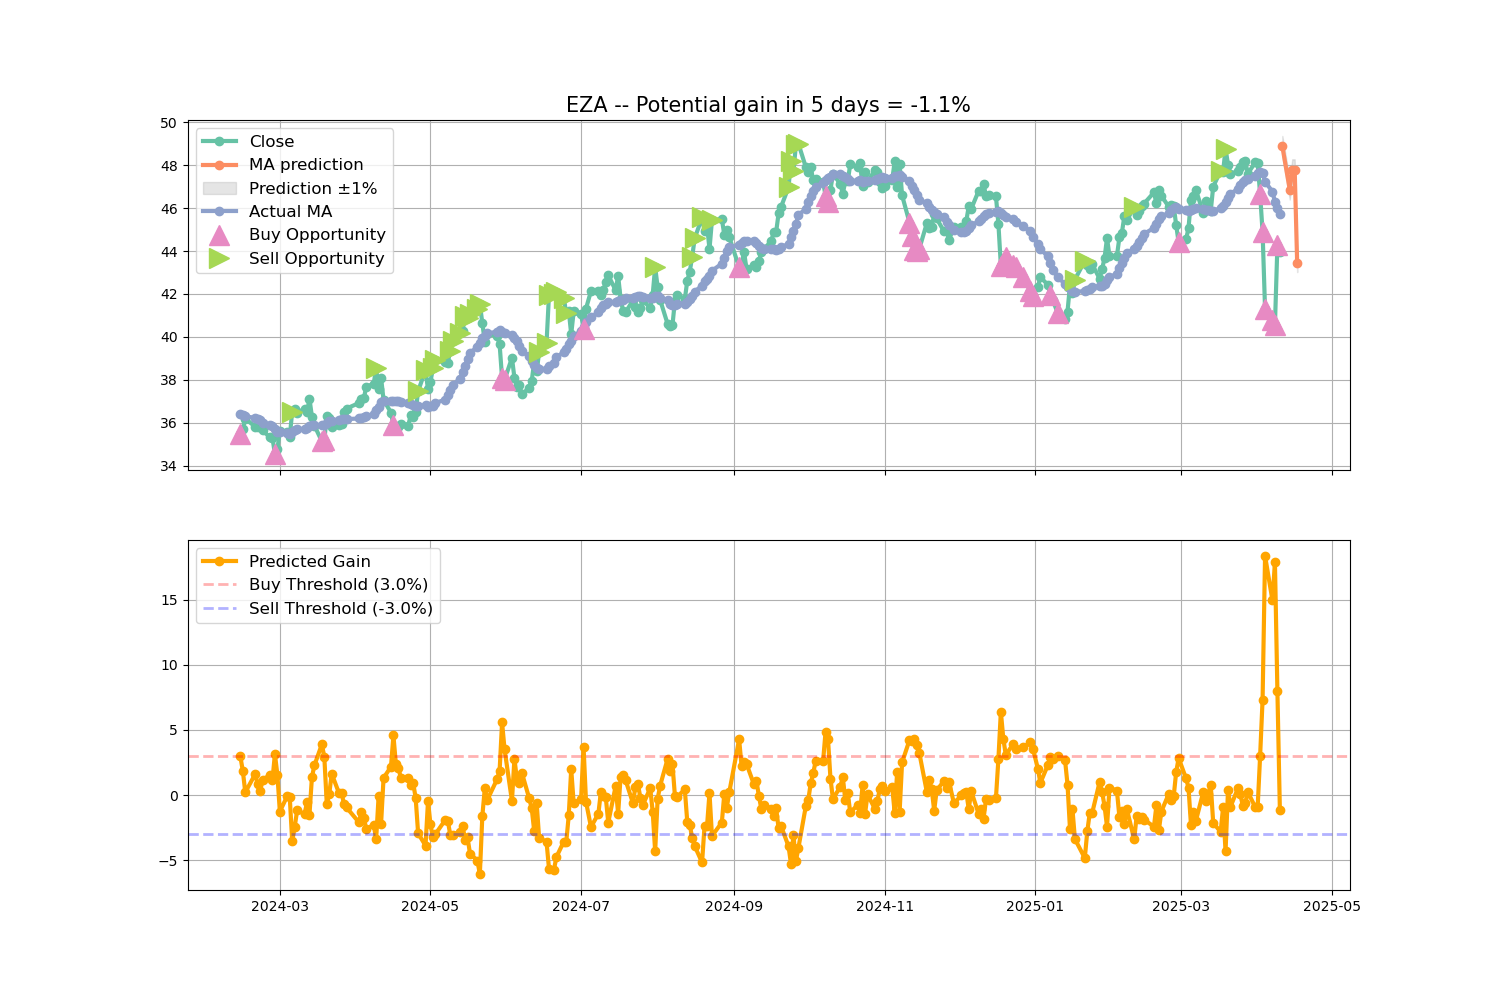 EZA -- Potential gain in 5 days = -1.1%
50
48
46
44
42
40
38
36
34
Close
MA prediction
Prediction ±1%
Actual MA
Buy Opportunity
Sell Opportunity
15
10
5
0
−5
Predicted Gain
Buy Threshold (3.0%)
Sell Threshold (-3.0%)
2024-03
2024-05
2024-07
2024-09
2024-11
2025-01
2025-03
2025-05